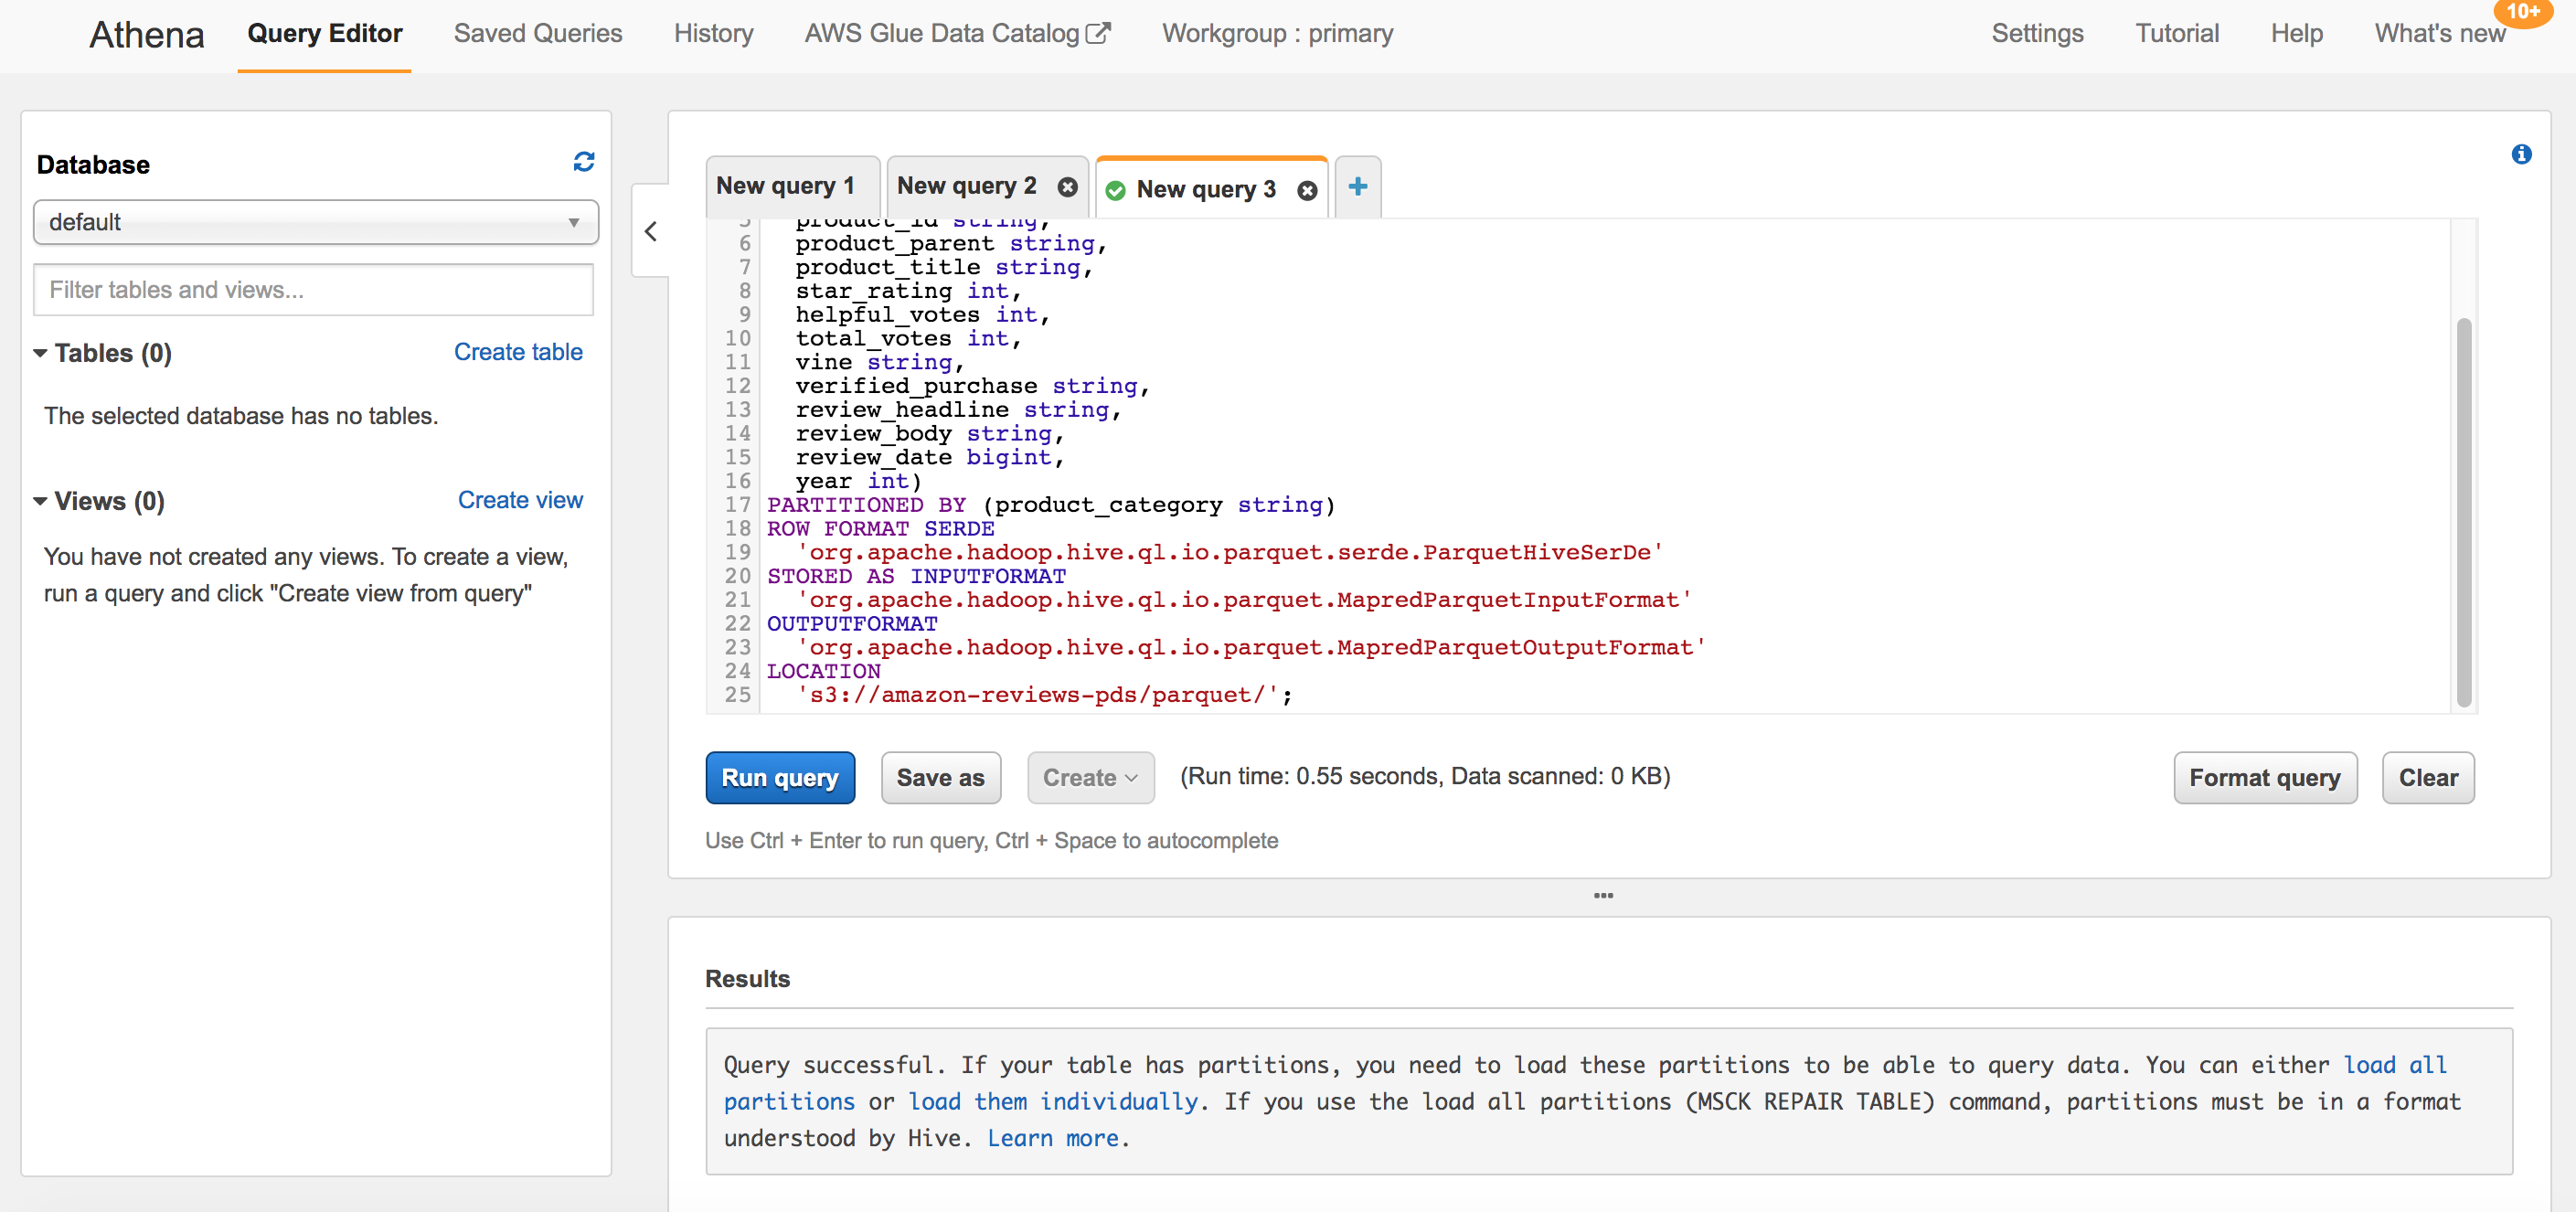 Athena
Query Editor
Saved Queries
History
AWS Glue Data Catalog
Workgroup : primary
Settings
Tutorial
Help
What's new
10+
Database
default
Filter tables and views...
Tables (0)
Create table
The selected database has no tables.
Views (0)
Create view
You have not created any views. To create a view,
run a query and click "Create view from query"
New query 1
New query 2
New query 3
5 product_id string,
6 product_parent string,
7 product_title string,
8 star_rating int,
9 helpful_votes int,
10 total_votes int,
11 vine string,
12 verified_purchase string,
13 review_headline string,
14 review_body string,
15 review_date bigint,
16 year int)
17 PARTITIONED BY (product_category string)
18 ROW FORMAT SERDE
19 'org.apache.hadoop.hive.ql.io.parquet.serde.ParquetHiveSerDe'
20 STORED AS INPUTFORMAT
21 'org.apache.hadoop.hive.ql.io.parquet.MapredParquetInputFormat'
22 OUTPUTFORMAT
23 'org.apache.hadoop.hive.ql.io.parquet.MapredParquetOutputFormat'
24 LOCATION
25 's3://amazon-reviews-pds/parquet/';
Run query
Save as
Create
(Run time: 0.55 seconds, Data scanned: 0 KB)
Format query
Clear
Use Ctrl + Enter to run query, Ctrl + Space to autocomplete
Results
Query successful. If your table has partitions, you need to load these partitions to be able to query data. You can either load all
partitions or load them individually. If you use the load all partitions (MSCK REPAIR TABLE) command, partitions must be in a format
understood by Hive. Learn more.